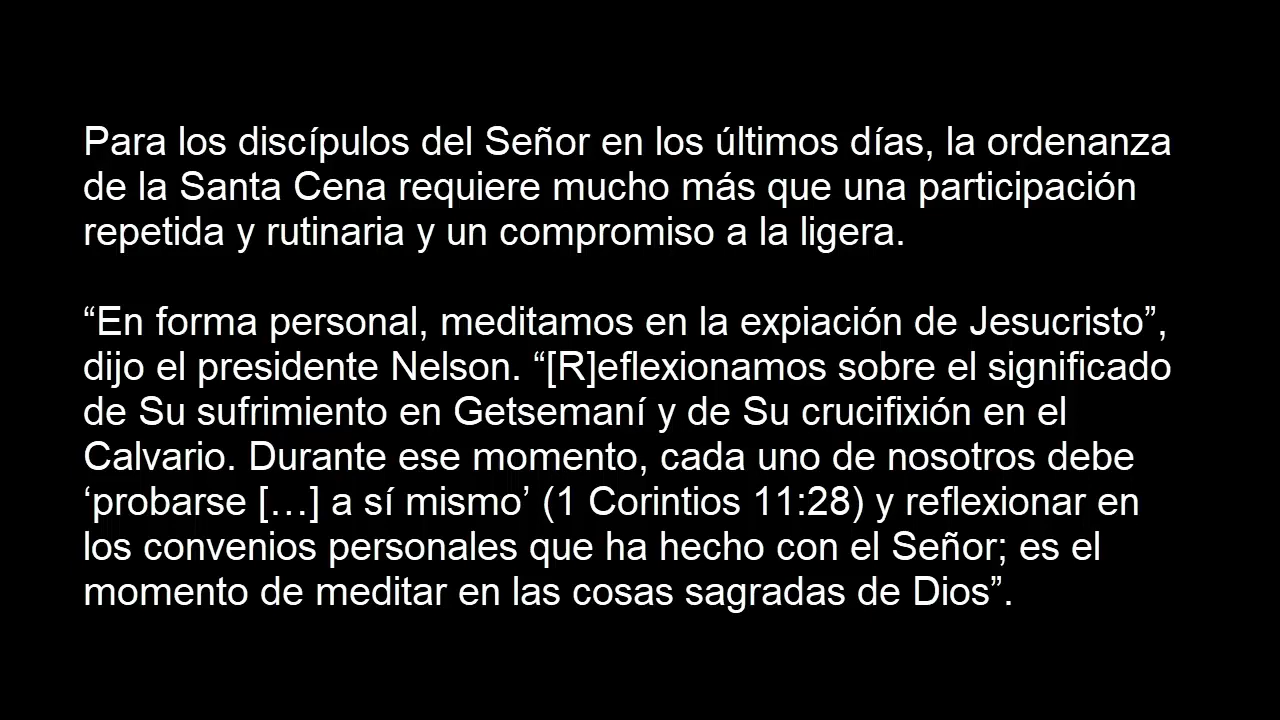 Para los discípulos del Señor en los últimos días, la ordenanza
de la Santa Cena requiere mucho más que una participación
repetida y rutinaria y un compromiso a la ligera.
“En forma personal, meditamos en la expiación de Jesucristo”,
dijo el presidente Nelson. “[R]eflexionamos sobre el significado
de Su sufrimiento en Getsemaní y de Su crucifixión en el
Calvario. Durante ese momento, cada uno de nosotros debe
‘probarse […] a sí mismo’ (1 Corintios 11:28) y reflexionar en
los convenios personales que ha hecho con el Señor; es el
momento de meditar en las cosas sagradas de Dios”.